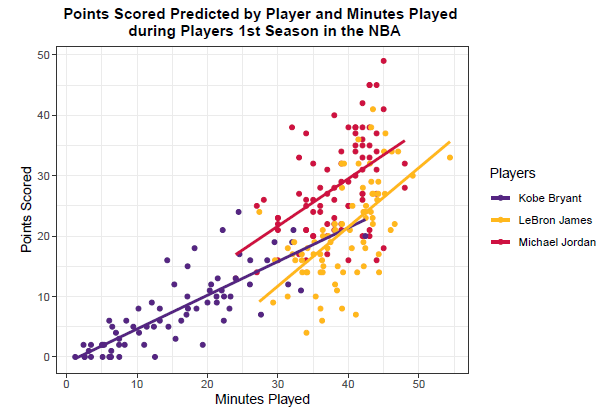 Points Scored Predicted by Player and Minutes Played
during Players 1st Season in the NBA
Points Scored
50
40
30
20
10
0
0
10
20
30
40
50
Minutes Played
Players
Kobe Bryant
LeBron James
Michael Jordan